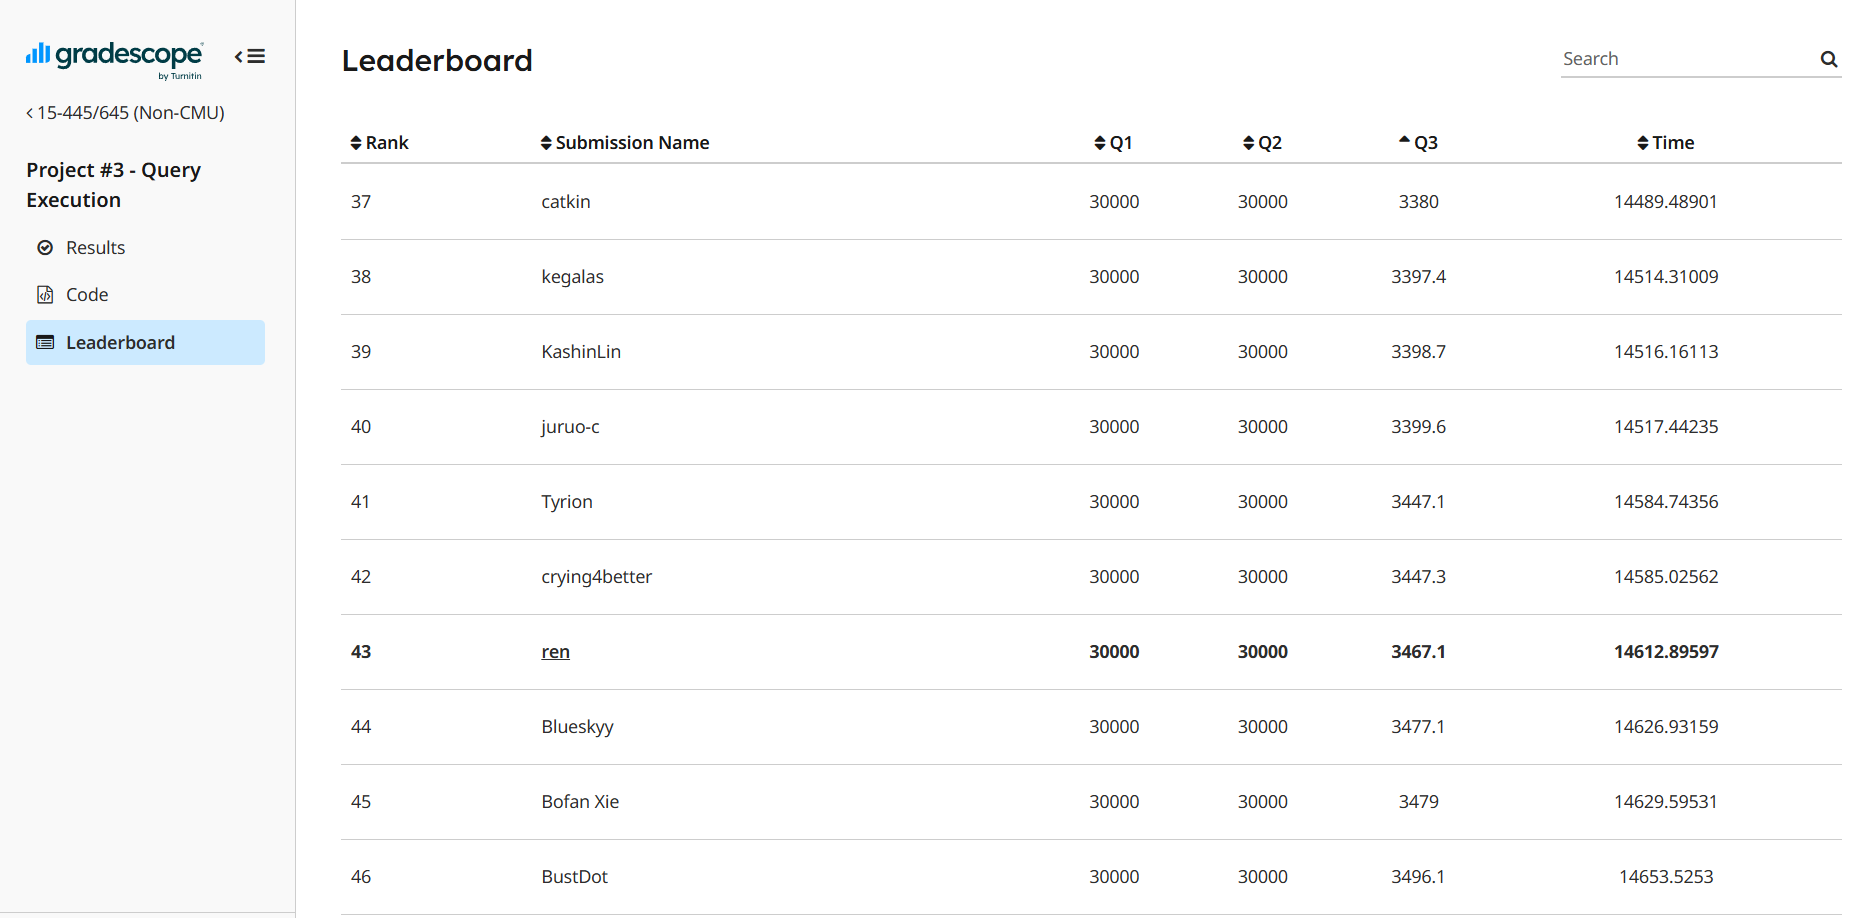 gradescope
by Turnitin
15-445/645 (Non-CMU)
Project #3 - Query
Execution
Results
Code
Leaderboard
Leaderboard
Search
Rank Submission Name Q1 Q2 Q3 Time
37 catkin 30000 30000 3380 14489.48901
38 kegalas 30000 30000 3397.4 14514.31009
39 KashinLin 30000 30000 3398.7 14516.16113
40 juruo-c 30000 30000 3399.6 14517.44235
41 Tyrion 30000 30000 3447.1 14584.74356
42 crying4better 30000 30000 3447.3 14585.02562
43 ren 30000 30000 3467.1 14612.89597
44 Blueskyy 30000 30000 3477.1 14626.93159
45 Bofan Xie 30000 30000 3479 14629.59531
46 BustDot 30000 30000 3496.1 14653.5253